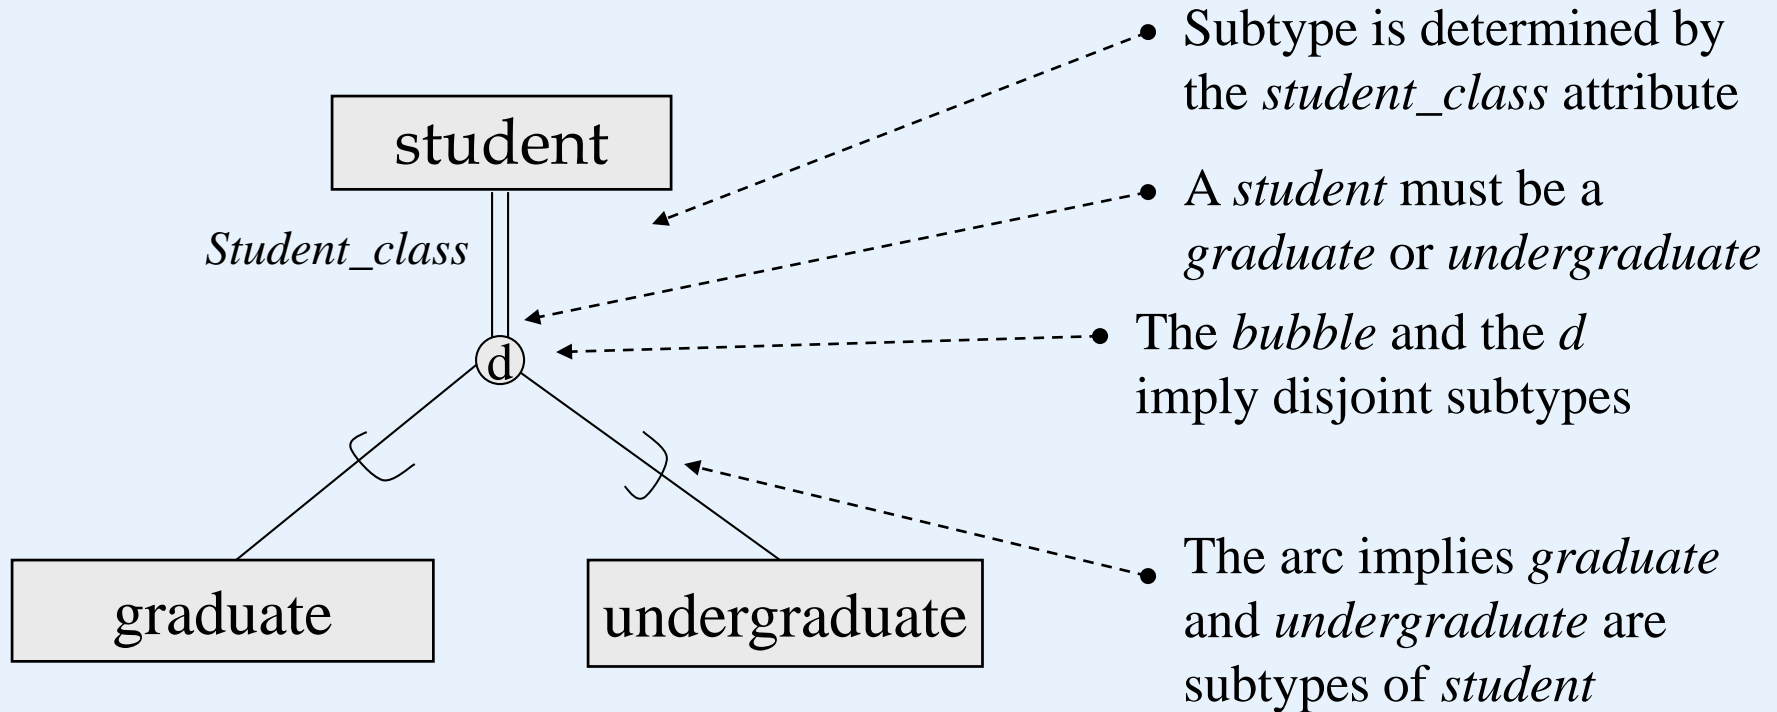 student
Student_class
d
graduate
undergraduate
Subtype is determined by
the student_class attribute
A student must be a
graduate or undergraduate
The bubble and the d
imply disjoint subtypes
The arc implies graduate
and undergraduate are
subtypes of student